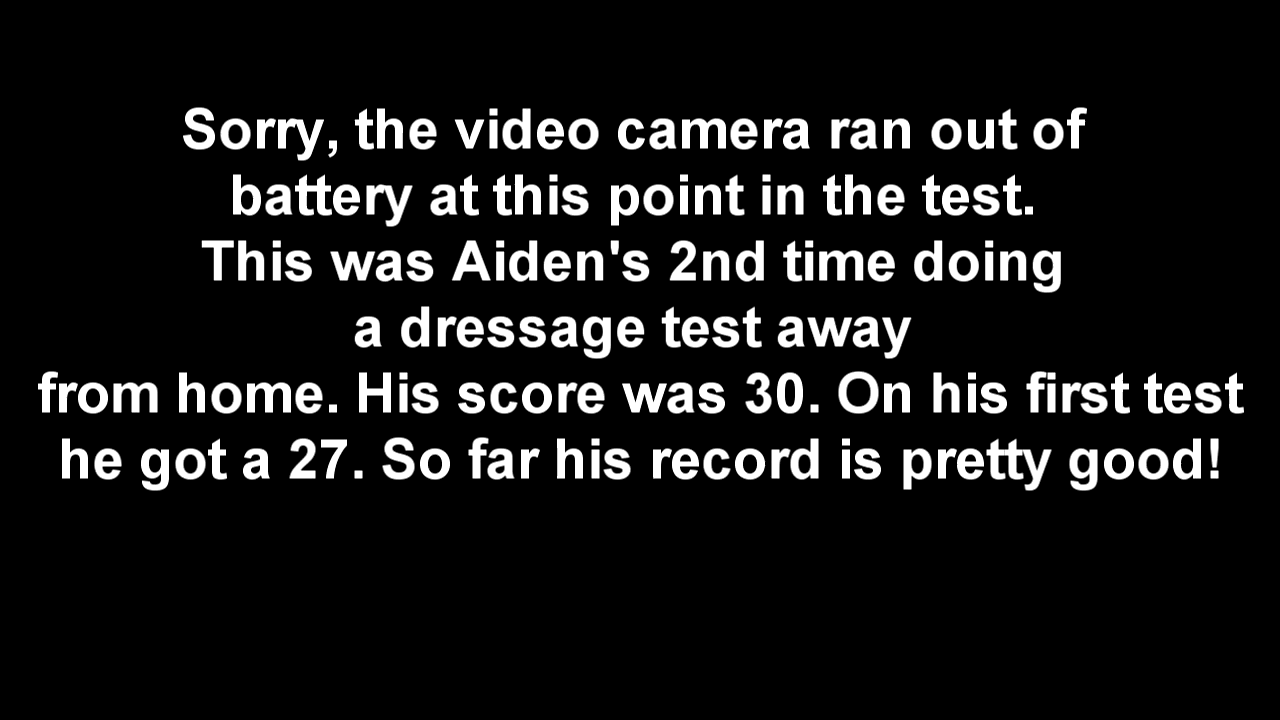 Sorry, the video camera ran out of
battery at this point in the test.
This was Aiden's 2nd time doing
a dressage test away
from home. His score was 30. On his first test
he got a 27. So far his record is pretty good!